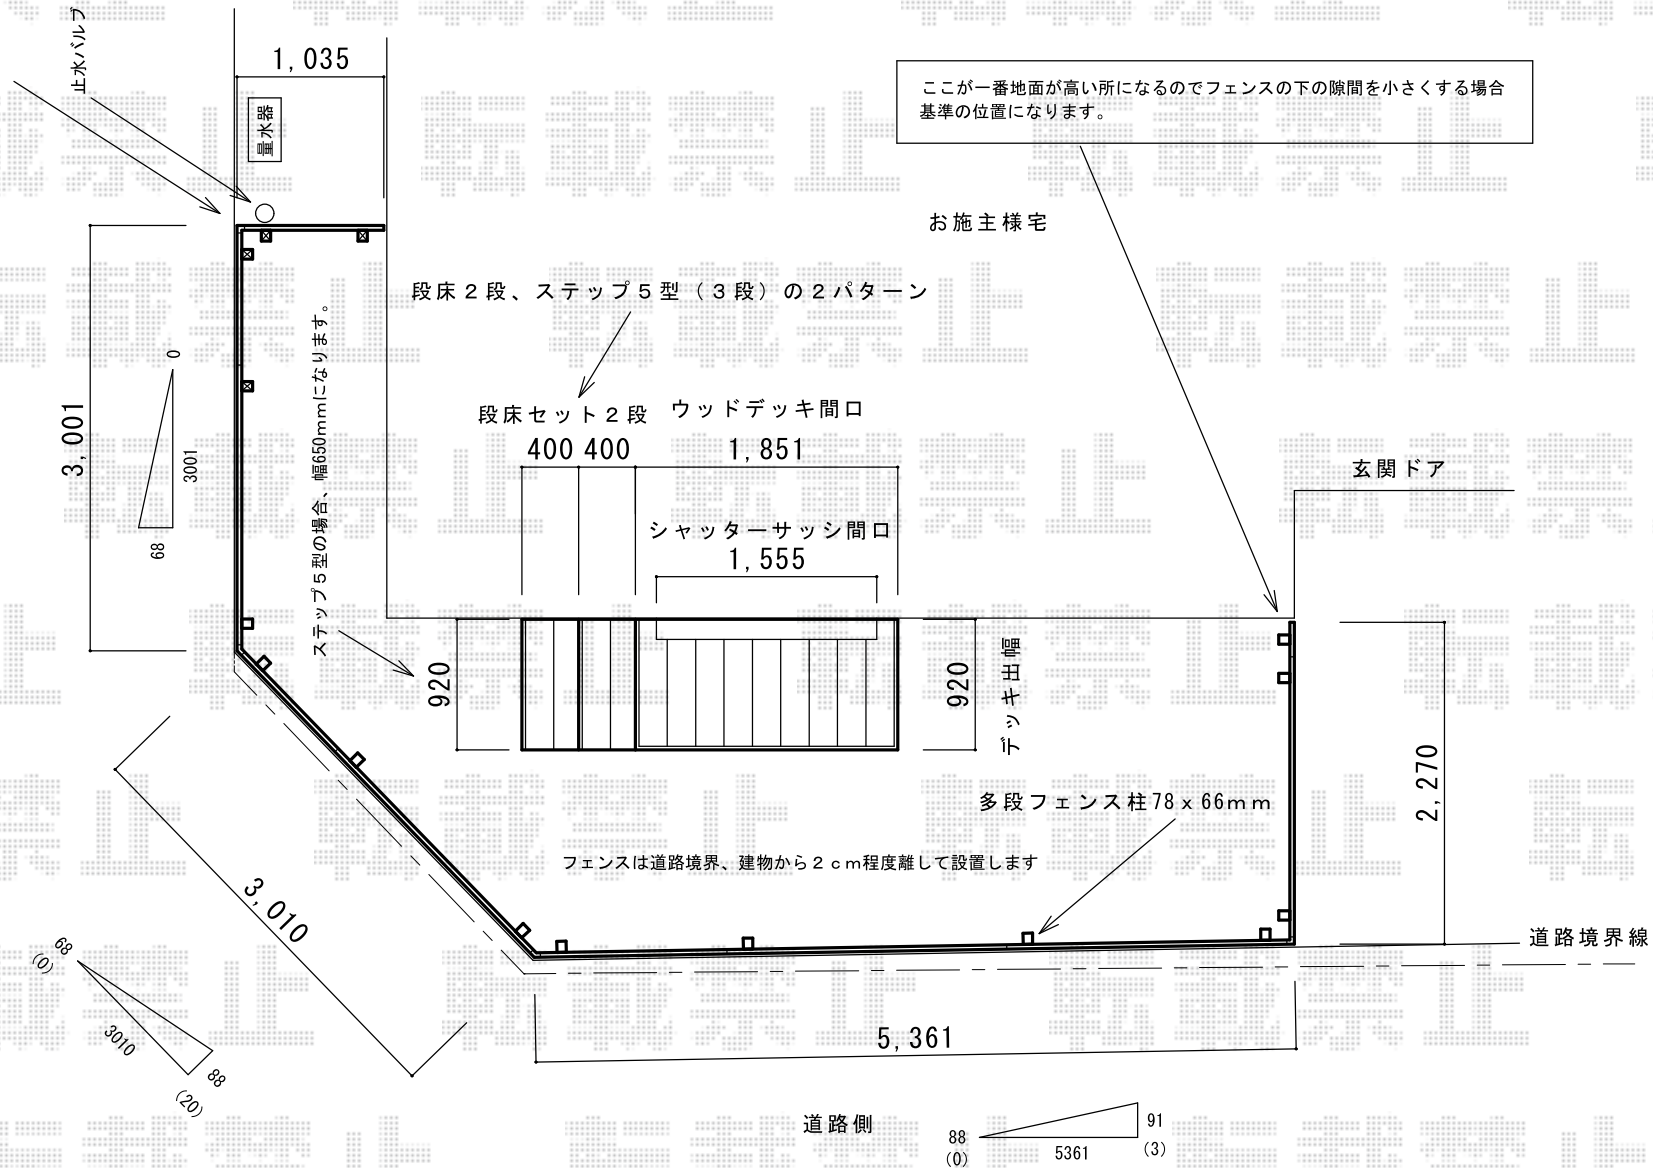 止水バルブ
1,035
量水器
ここが一番地面が高い所になるのでフェンスの下の隙間を小さくする場合
基準の位置になります。
お施主様宅
段床２段、ステップ５型（３段）の２パターン
段床セット２段
ウッドデッキ間口
400 400
1,851
シャッターサッシ間口
1,555
玄関ドア
3,001
0
3001
68
ステップ５型の場合、幅650mmになります。
920
920
デッキ出幅
2,270
多段フェンス柱78ｘ66ｍｍ
フェンスは道路境界、建物から２ｃｍ程度離して設置します
3,010
68
(0)
3010
88
(20)
道路境界線
5,361
道路側
88
(0)
5361
91
(3)
転載禁止